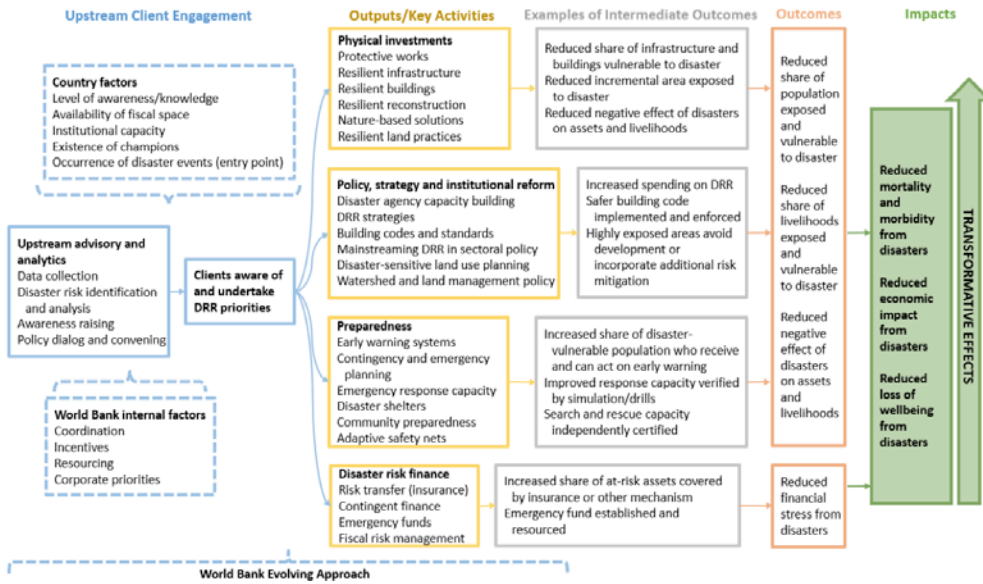 Upstream Client Engagement
Outputs/Key Activities
Examples of Intermediate Outcomes
Outcomes
Impacts
Country factors
Level of awareness/knowledge
Availability of fiscal space
Institutional capacity
Existence of champions
Occurrence of disaster events (entry point)
Upstream advisory and
analytics
Data collection
Disaster risk identification
and analysis
Awareness raising
Policy dialog and convening
World Bank internal factors
Coordination
Incentives
Resourcing
Corporate priorities
Clients aware of
and undertake
DRR priorities
Physical investments
Protective works
Resilient infrastructure
Resilient buildings
Resilient reconstruction
Nature-based solutions
Resilient land practices
Policy, strategy and institutional reform
Disaster agency capacity building
DRR strategies
Building codes and standards
Mainstreaming DRR in sectoral policy
Disaster-sensitive land use planning
Watershed and land management policy
Preparedness
Early warning systems
Contingency and emergency
planning
Emergency response capacity
Disaster shelters
Community preparedness
Adaptive safety nets
Disaster risk finance
Risk transfer (insurance)
Contingent finance
Emergency funds
Fiscal risk management
Reduced share of infrastructure and
buildings vulnerable to disaster
Reduced incremental area exposed
to disaster
Reduced negative effect of disasters
on assets and livelihoods
Increased spending on DRR
Safer building code
implemented and enforced
Highly exposed areas avoid
development or
incorporate additional risk
mitigation
Increased share of disaster-
vulnerable population who receive
and can act on early warning
Improved response capacity verified
by simulation/drills
Search and rescue capacity
independently certified
Increased share of at-risk assets covered
by insurance or other mechanism
Emergency fund established and
resourced
Reduced
share of
population
exposed
and
vulnerable
to disaster
Reduced
share of
livelihoods
exposed
and
vulnerable
to disaster
Reduced
negative
effect of
disasters
on assets
and
livelihoods
Reduced
financial
stress from
disasters
Reduced
mortality
and
morbidity
from
disasters
Reduced
economic
impact from
disasters
Reduced
loss of
wellbeing
from
disasters
TRANSFORMATIVE EFFECTS
World Bank Evolving Approach